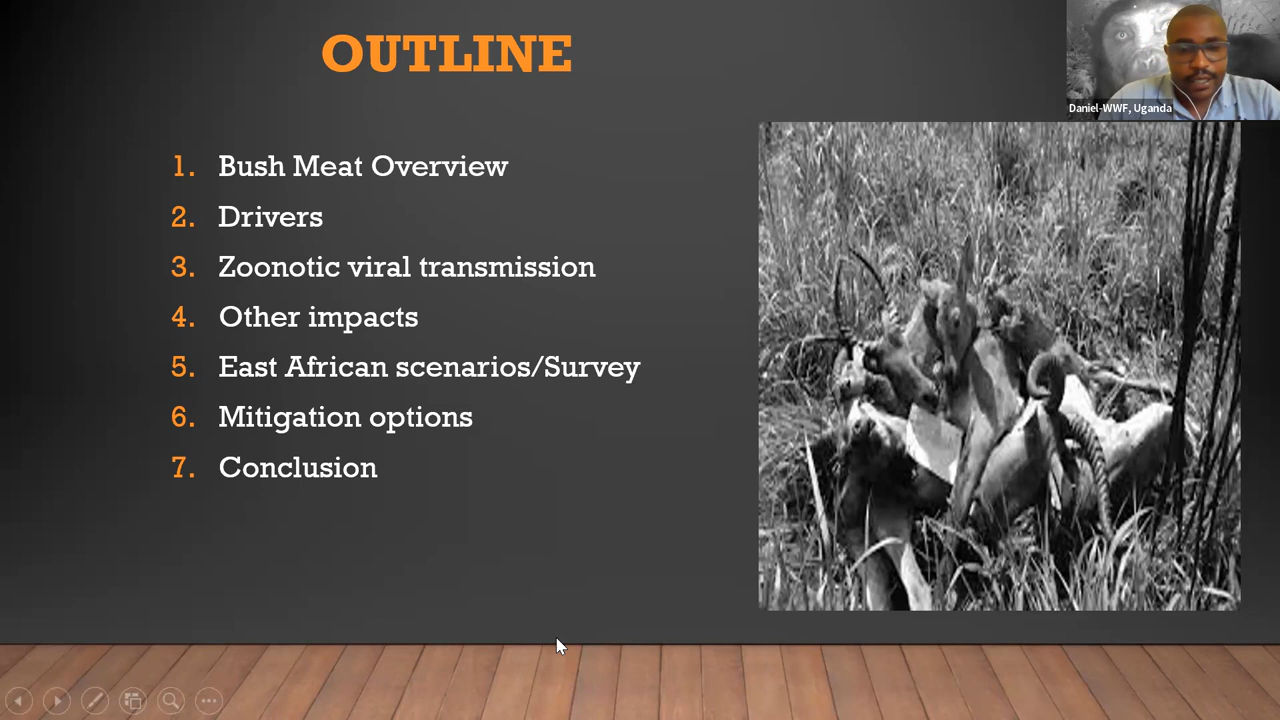 OUTLINE
Daniel-WWF, Uganda
1. Bush Meat Overview
2. Drivers
3. Zoonotic viral transmission
4. Other impacts
5. East African scenarios/Survey
6. Mitigation options
7. Conclusion